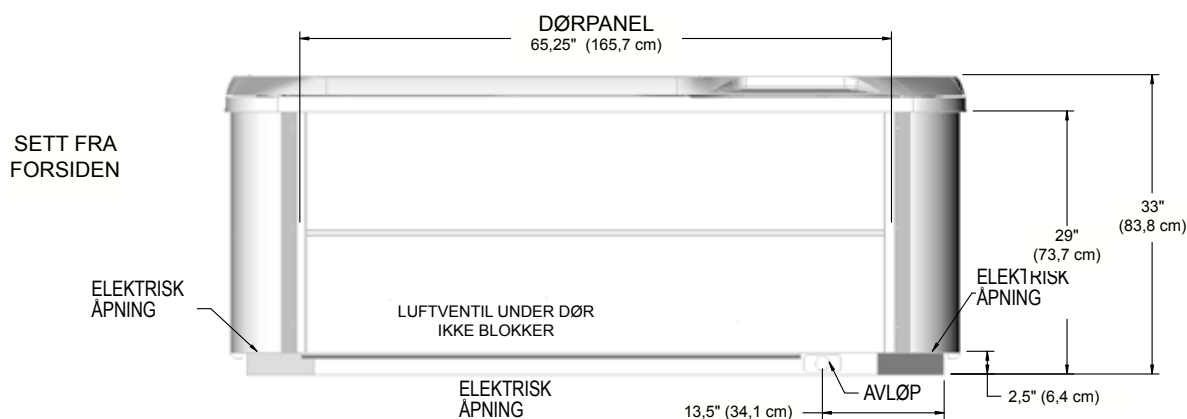 DØRPANEL
65,25" (165,7 cm)
SETT FRA
FORSIDEN
33"
(83,8 cm)
29"
(73,7 cm)
ELEKTRISK
ÅPNING
ELEKTRISK
ÅPNING
LUFTVENTIL UNDER DØR
IKKE BLOKKER
ELEKTRISK
ÅPNING
AVLØP
2,5" (6,4 cm)
13,5" (34,1 cm)